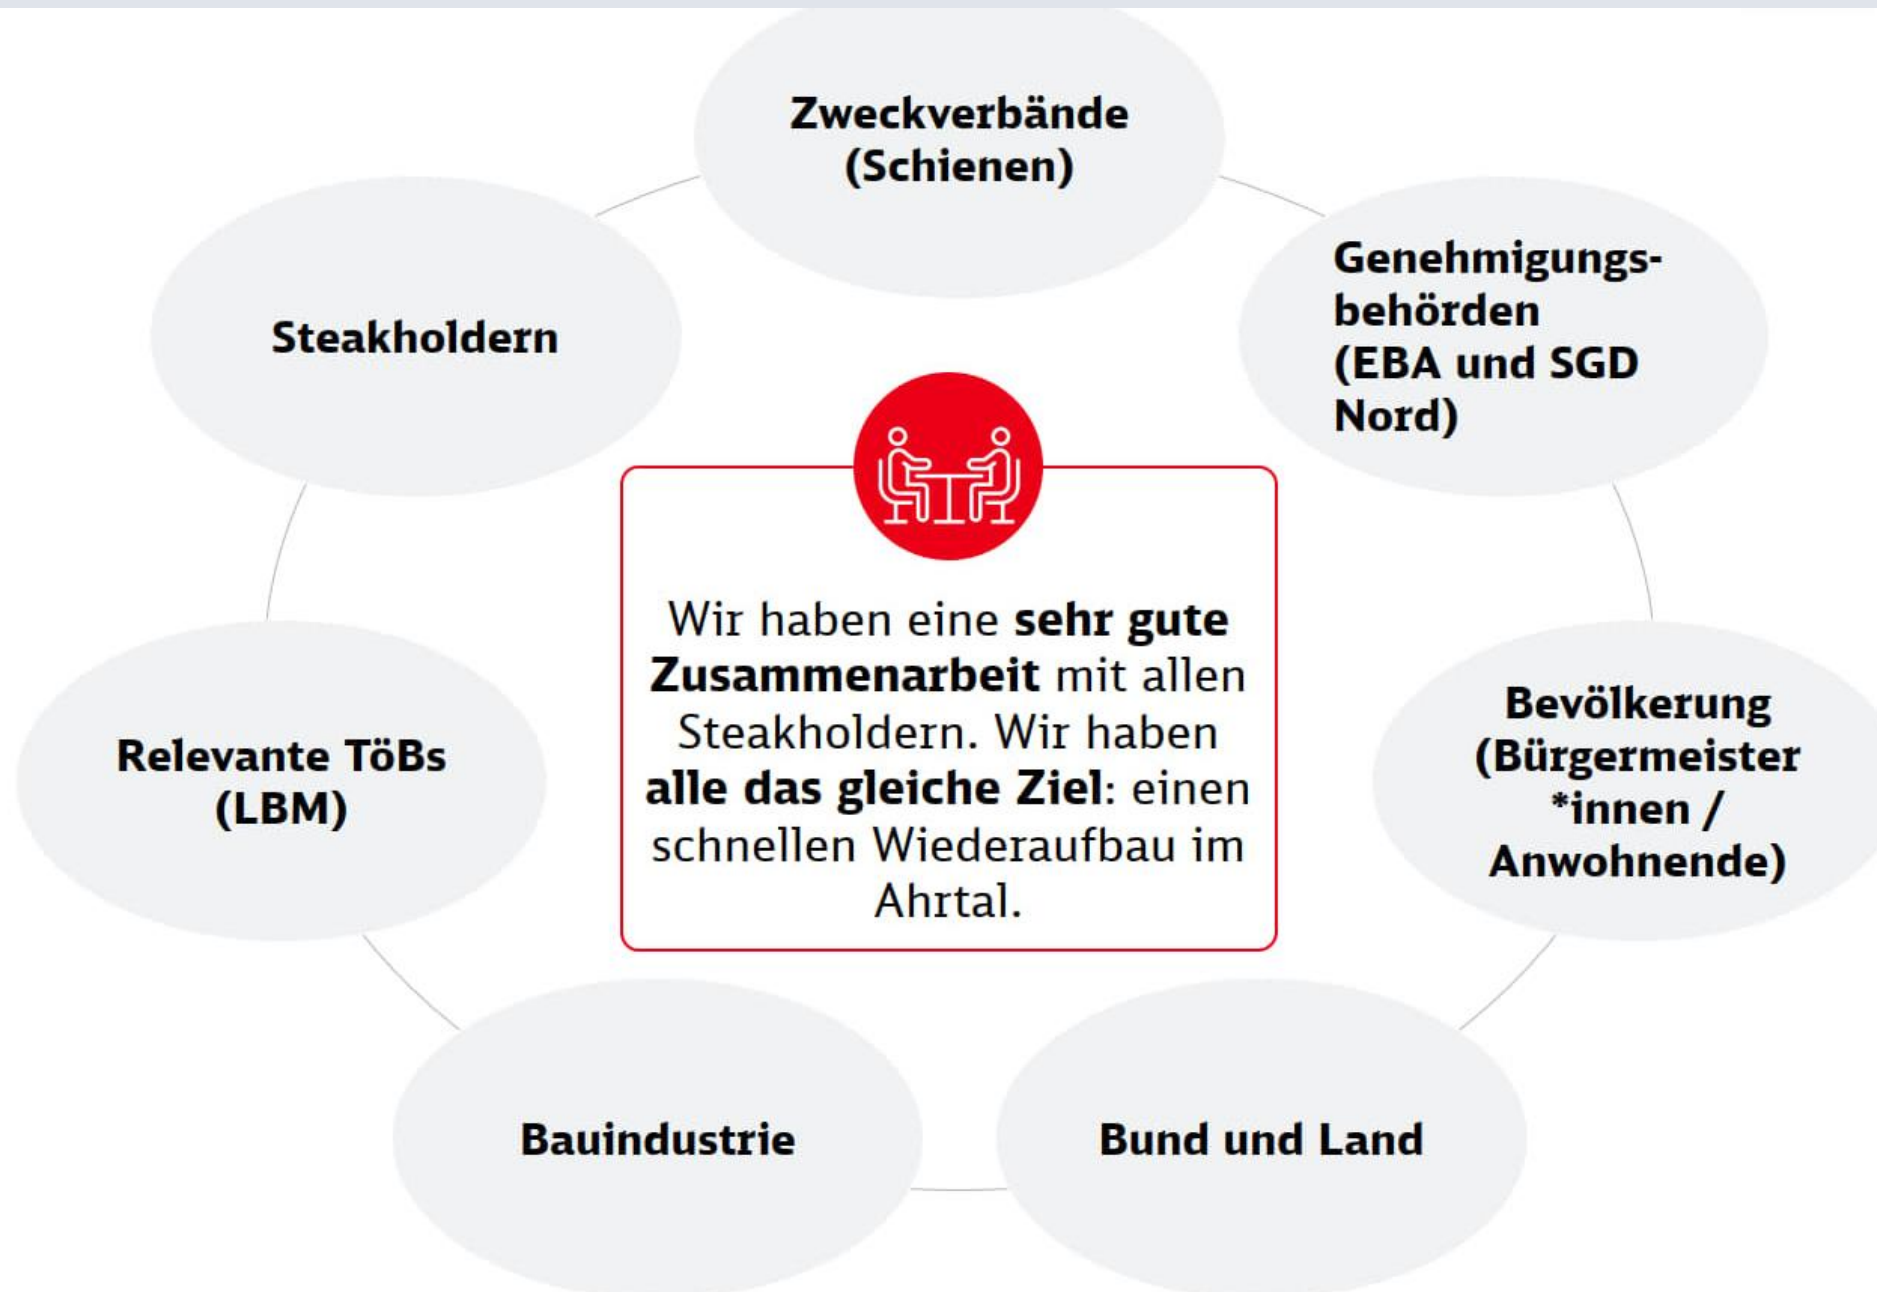 Zweckverbände
(Schienen)
Genehmigungs-
behörden
(EBA und SGD
Nord)
Steakholdern
Wir haben eine sehr gute
Zusammenarbeit mit allen
Steakholdern. Wir haben
alle das gleiche Ziel: einen
schnellen Wiederaufbau im
Ahrtal.
Relevante TöBs
(LBM)
Bevölkerung
(Bürgermeister
*innen /
Anwohnende)
Bauindustrie
Bund und Land